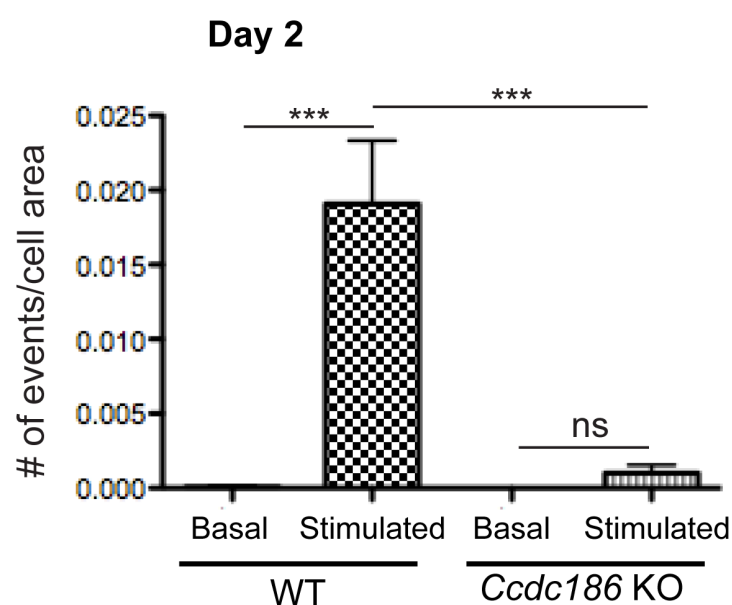 Day 2
# of events/cell area
0.025
0.020
0.015
0.010
0.005
0.000
***
***
ns
Basal Stimulated Basal Stimulated
WT Ccdc186 KO